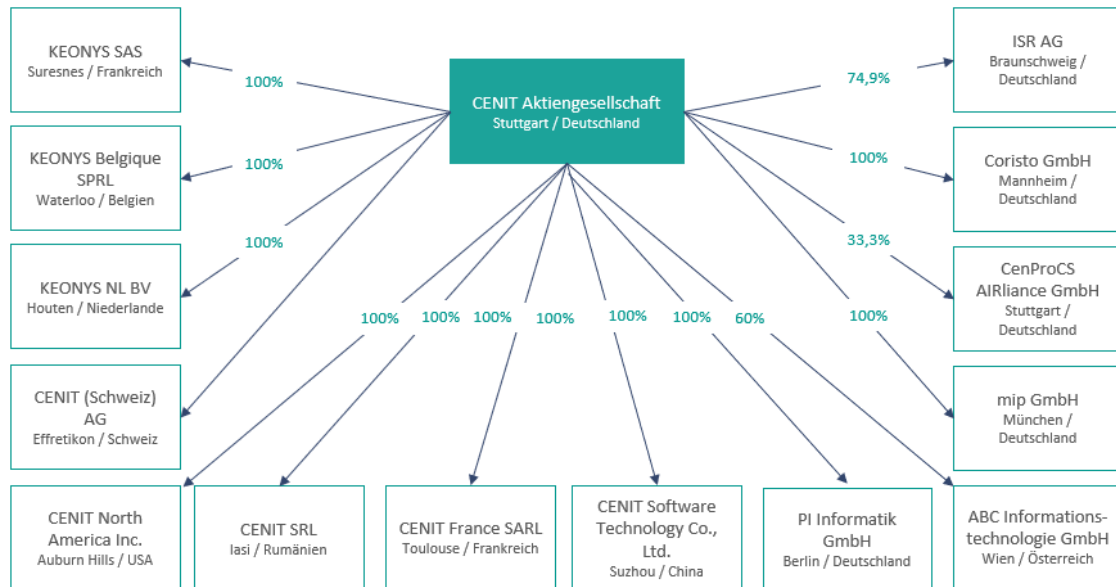 KEONYS SAS
Suresnes / Frankreich
KEONYS Belgique
SPRL
Waterloo / Belgien
KEONYS NL BV
Houten / Niederlande
CENIT (Schweiz)
AG
Effretikon / Schweiz
CENIT Aktiengesellschaft
Stuttgart / Deutschland
ISR AG
Braunschweig /
Deutschland
Coristo GmbH
Mannheim /
Deutschland
CenProCS
AIRliance GmbH
Stuttgart /
Deutschland
mip GmbH
München /
Deutschland
100%
100%
100%
74,9%
100%
33,3%
100%
100%
100%
100%
100%
100%
100%
60%
CENIT North
America Inc.
Auburn Hills / USA
CENIT SRL
Iasi / Rumänien
CENIT France SARL
Toulouse / Frankreich
CENIT Software
Technology Co.,
Ltd.
Suzhou / China
PI Informatik
GmbH
Berlin / Deutschland
ABC Informations-
technologie GmbH
Wien / Österreich